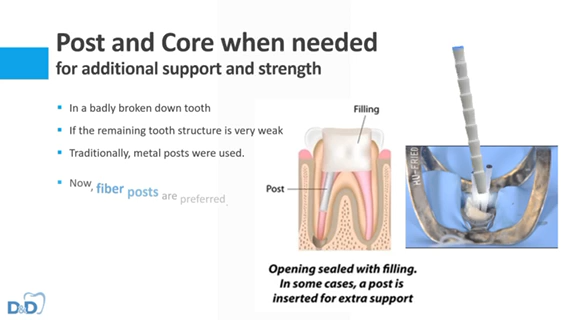 Post and Core when needed
for additional support and strength
In a badly broken down tooth
If the remaining tooth structure is very weak
Traditionally, metal posts were used.
Now, fiber posts are preferred.
Filling
Post
HU-FRIED
Opening sealed with filling.
In some cases, a post is
inserted for extra support
D&D